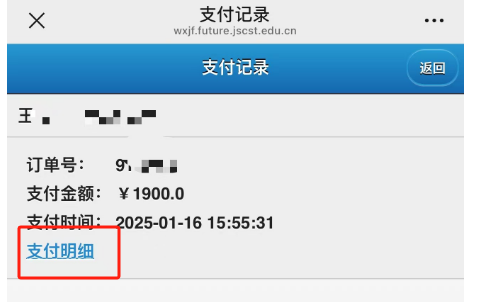 支付记录
wxjf.future.jscst.edu.cn
支付记录
返回
王
订单号：
支付金额：￥1900.0
支付时间：2025-01-16 15:55:31
支付明细